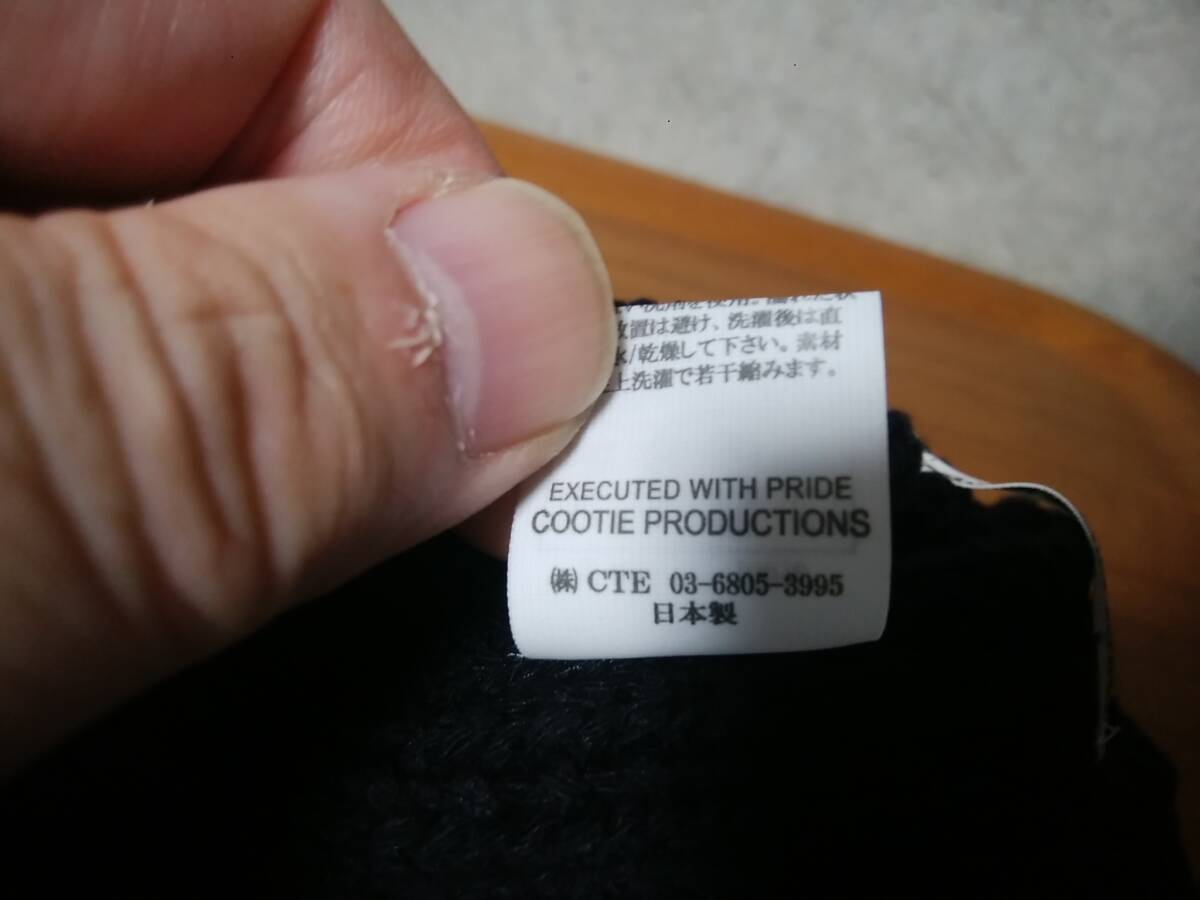 い洗剤を使用。濡れた状
放置は避け、洗濯後は直
k/乾燥して下さい。素材
上洗濯で若干縮みます。
EXECUTED WITH PRIDE
COOTIE PRODUCTIONS
㈱ CTE 03-6805-3995
日本製